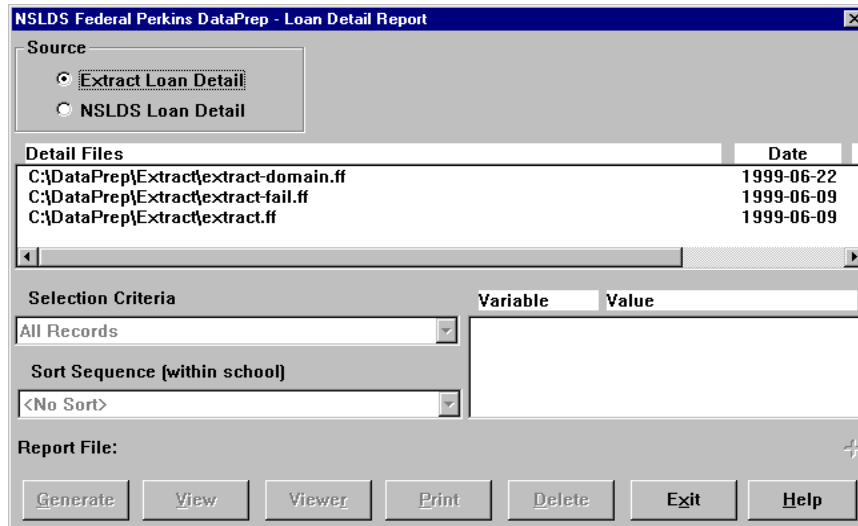 NSLDS Federal Perkins DataPrep - Loan Detail Report
Source
Extract Loan Detail
NSLDS Loan Detail
Detail Files Date
C:\DataPrep\Extract\extract-domain.ff 1999-06-22
C:\DataPrep\Extract\extract-fail.ff 1999-06-09
C:\DataPrep\Extract\extract.ff 1999-06-09
Selection Criteria Variable Value
All Records
Sort Sequence (within school)
<No Sort>
Report File:
Generate View Viewer Print Delete Exit Help